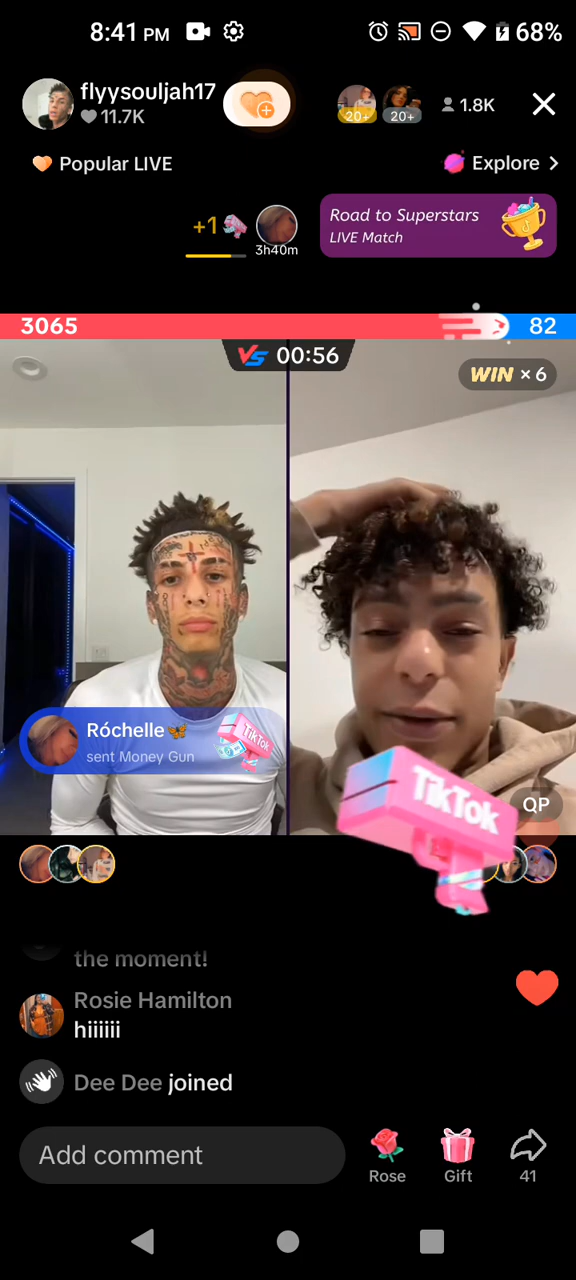 8:41 PM
68%
flyysouljah17
11.7K
20+
20+
1.8K
Popular LIVE
Explore >
+1
3h40m
Road to Superstars
LIVE Match
3065
82
VS 00:56
WIN × 6
Róchelle
sent Money Gun
TikTok
TikTok
QP
the moment!
Rosie Hamilton
hiiiiii
Dee Dee joined
Add comment
Rose
Gift
41